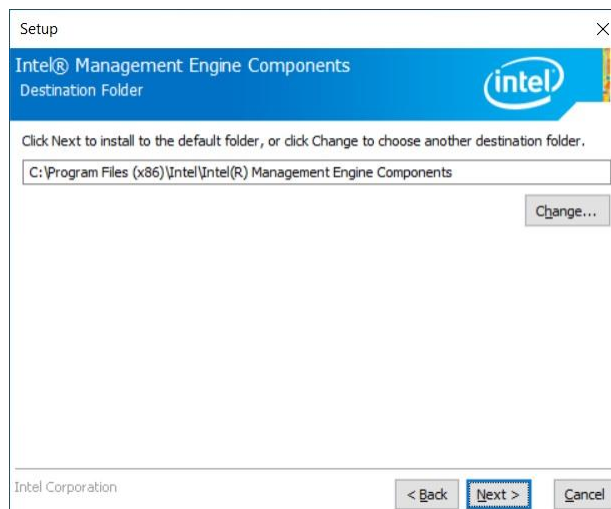 Setup
Intel® Management Engine Components
Destination Folder
intel
Click Next to install to the default folder, or click Change to choose another destination folder.
C:\Program Files (x86)\Intel\Intel(R) Management Engine Components
Change...
Intel Corporation
< Back Next > Cancel